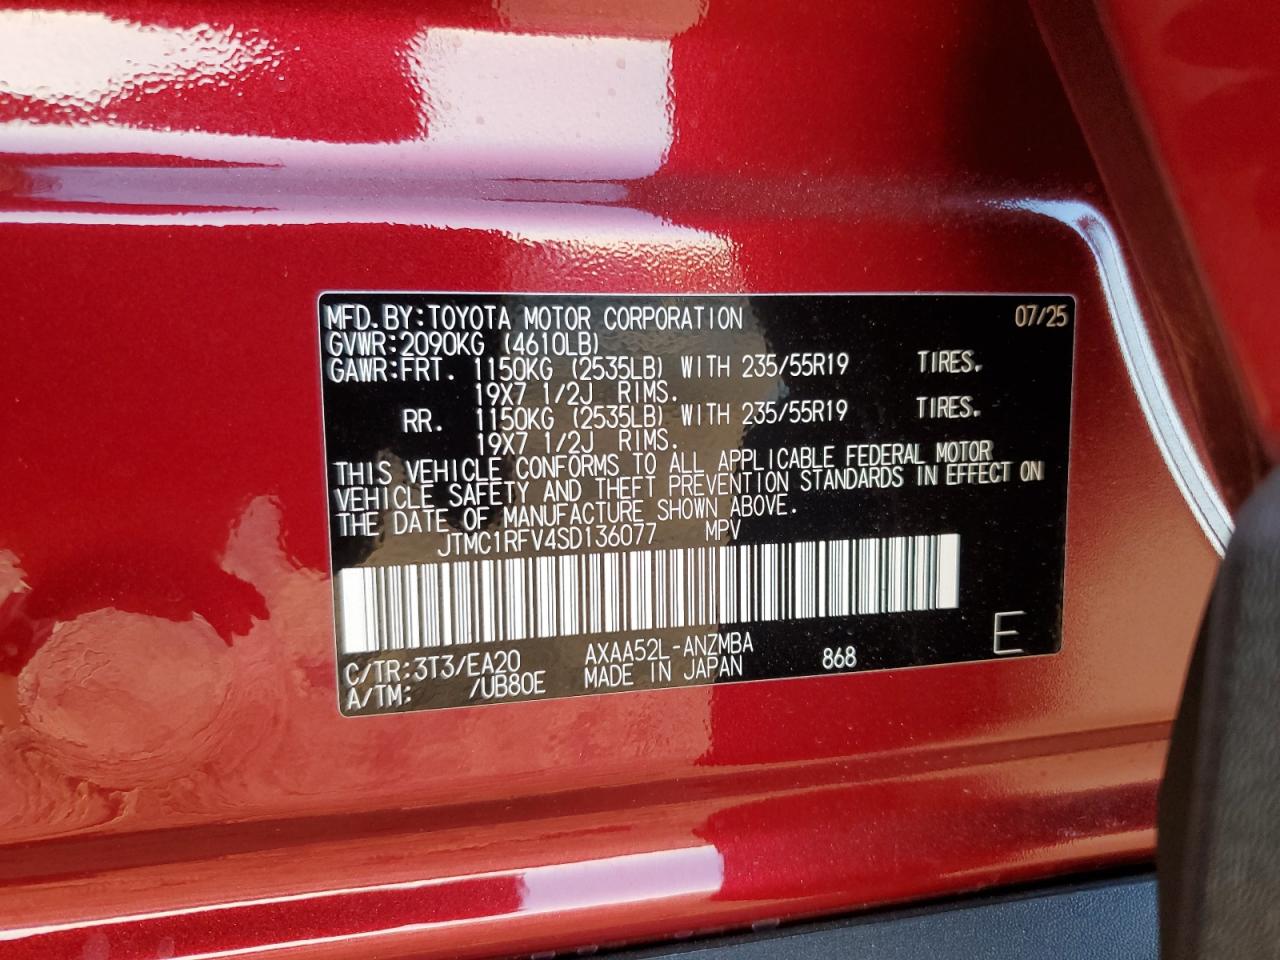 MFD.BY:TOYOTA MOTOR CORPORATION 07/25
GVWR:2090KG (4610LB)
GAWR:FRT. 1150KG (2535LB) WITH 235/55R19 TIRES.
19X7 1/2J RIMS.
RR. 1150KG (2535LB) WITH 235/55R19 TIRES.
19X7 1/2J RIMS.
THIS VEHICLE CONFORMS TO ALL APPLICABLE FEDERAL MOTOR
VEHICLE SAFETY AND THEFT PREVENTION STANDARDS IN EFFECT ON
THE DATE OF MANUFACTURE SHOWN ABOVE.
JTMC1RFV4SD136077 MPV
C/TR:3T3/EA20 AXAA52L-ANZMBA 868 E
A/TM: /UB80E MADE IN JAPAN